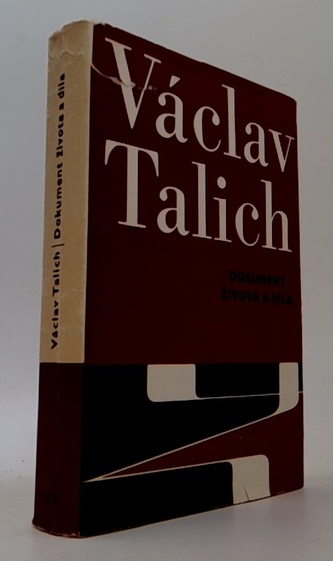 Václav
Talich
DOKUMENT
ŽIVOTA A DÍLA
Václav Talich | Dokument života a díla